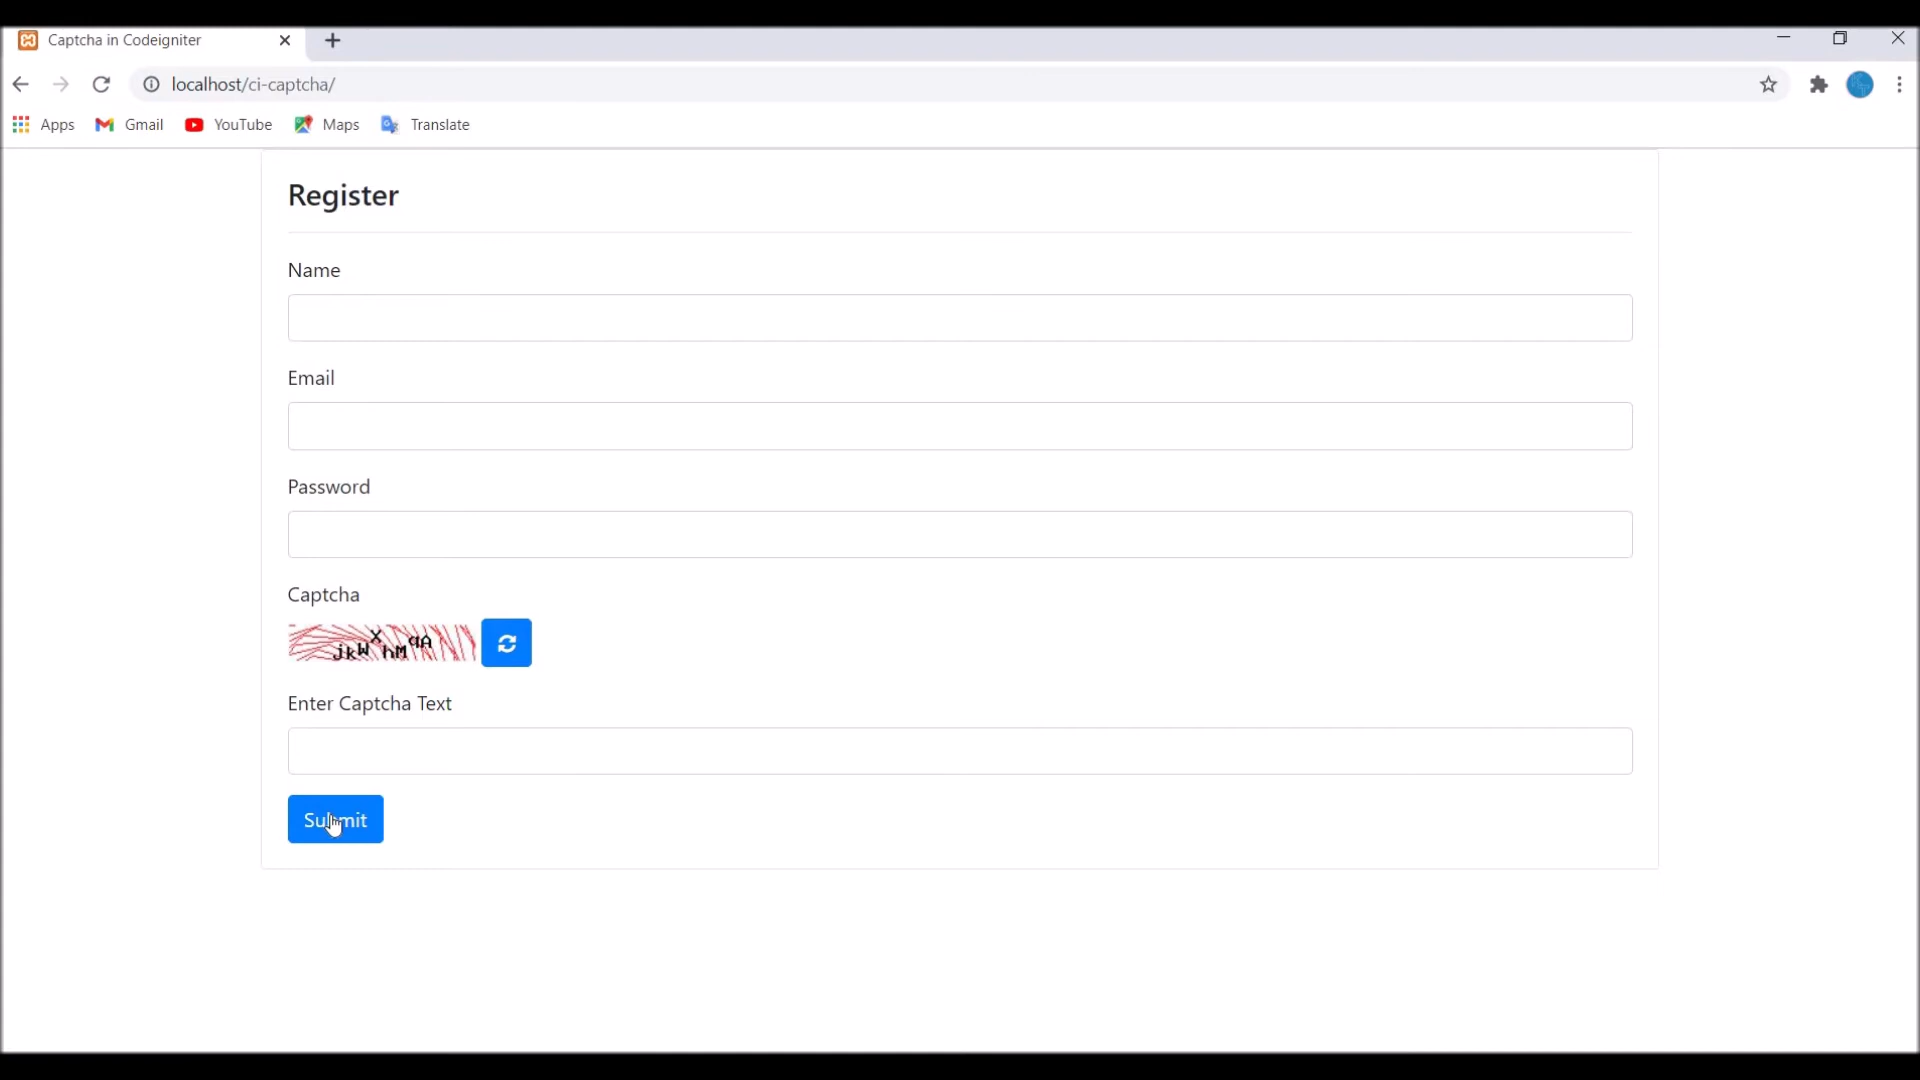 Captcha in Codeigniter
localhost/ci-captcha/
Apps Gmail YouTube Maps Translate
Register
Name
Email
Password
Captcha
jkWXhMqA
Enter Captcha Text
Submit